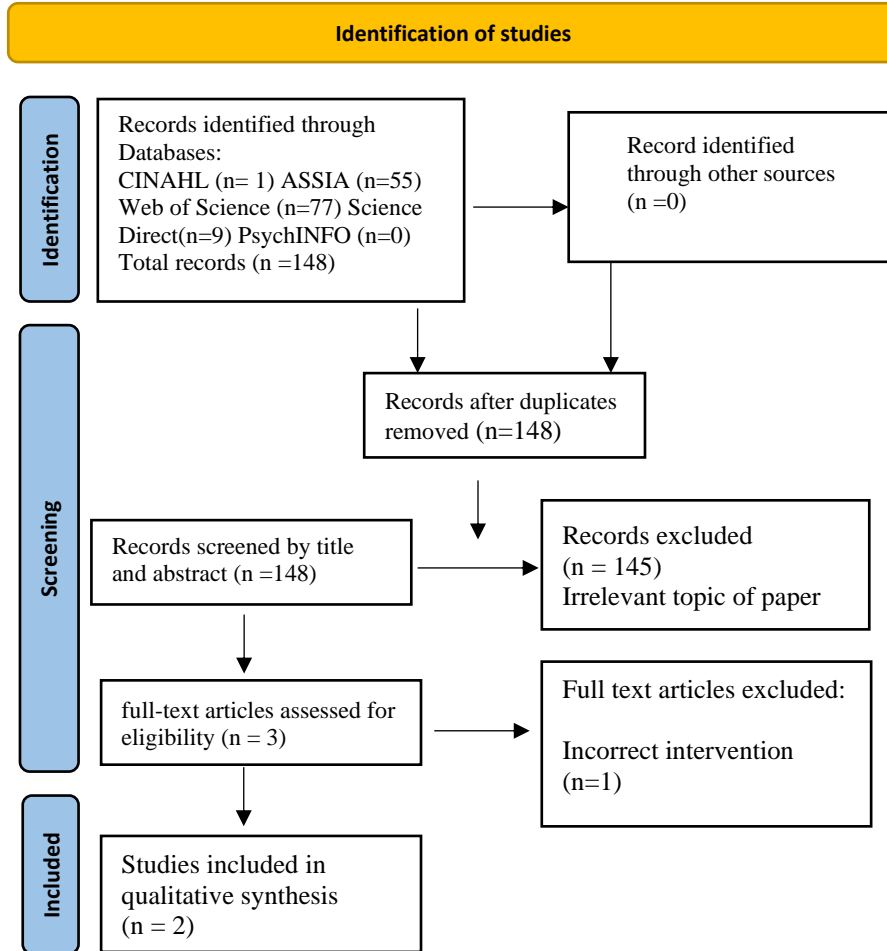 Identification of studies
Identification
Records identified through
Databases:
CINAHL (n= 1) ASSIA (n=55)
Web of Science (n=77) Science
Direct(n=9) PsychINFO (n=0)
Total records (n =148)
Record identified
through other sources
(n =0)
Screening
Records after duplicates
removed (n=148)
Records screened by title
and abstract (n =148)
Records excluded
(n = 145)
Irrelevant topic of paper
full-text articles assessed for
eligibility (n = 3)
Full text articles excluded:
Incorrect intervention
(n=1)
Included
Studies included in
qualitative synthesis
(n = 2)